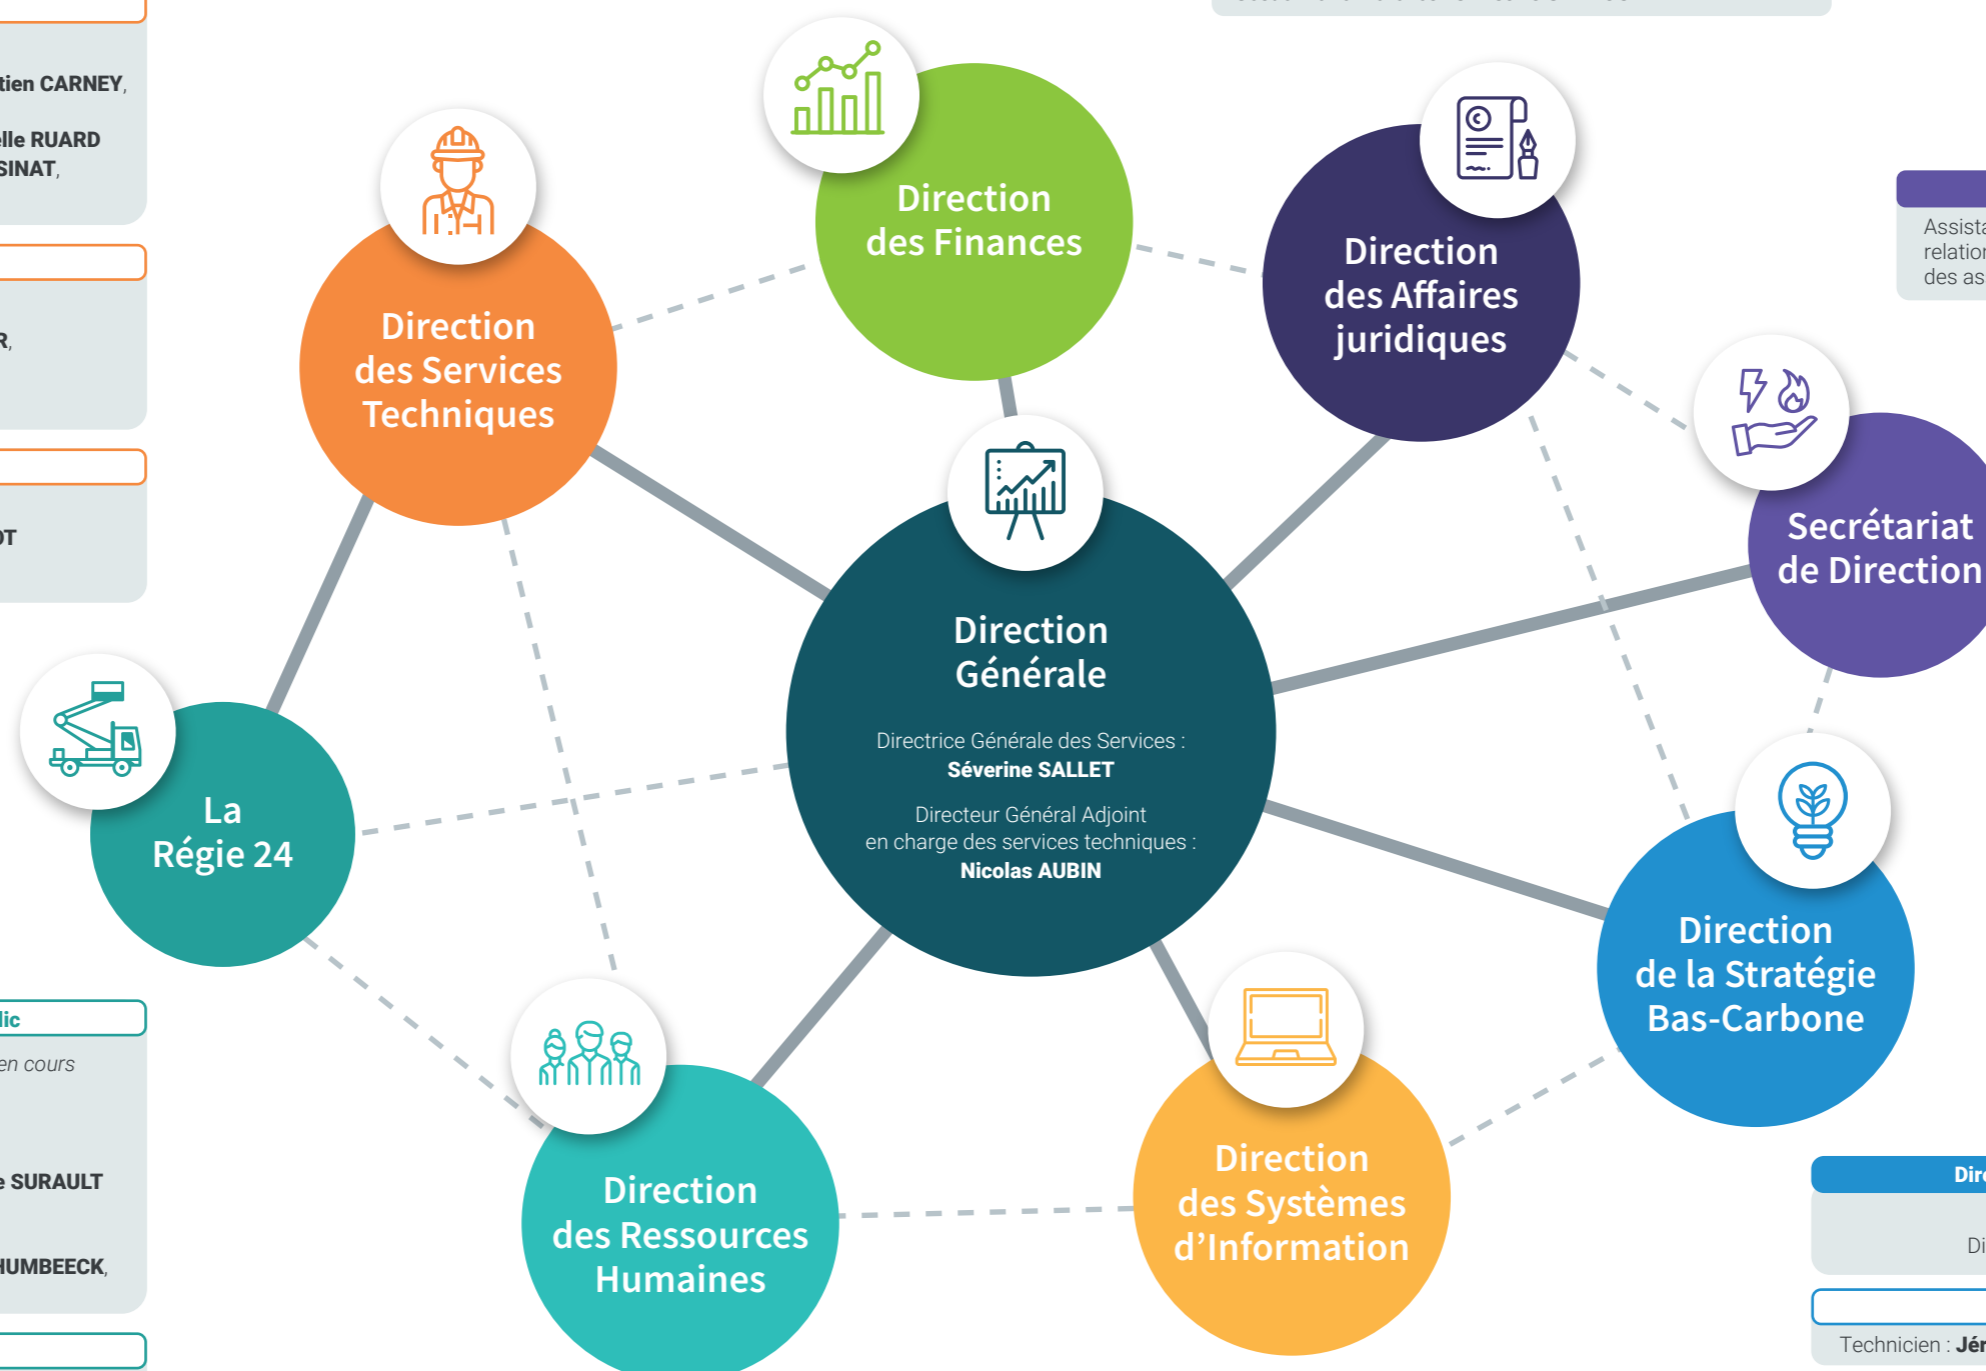 tien CARNEY,
elle RUARD
SINAT,
R,
OT
Direction
des Finances
Direction
des Affaires
juridiques
Direction
des Services
Techniques
Secrétariat
de Direction
Direction
Générale
Directrice Générale des Services :
Séverine SALLET
Directeur Général Adjoint
en charge des services techniques :
Nicolas AUBIN
La
Régie 24
Direction
de la Stratégie
Bas-Carbone
Direction
des Ressources
Humaines
Direction
des Systèmes
d'Information
lic
en cours
e SURAULT
HUMBEECK,
Assista
relation
des as
Dire
Di
Technicien : Jér